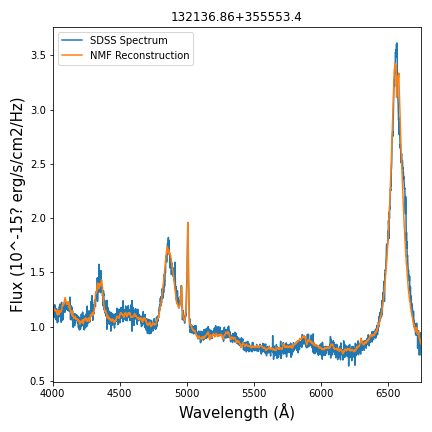 132136.86+355553.4
SDSS Spectrum
NMF Reconstruction
3.5
3.0
2.5
2.0
1.5
1.0
0.5
Flux (10^-15? erg/s/cm2/Hz)
4000 4500 5000 5500 6000 6500
Wavelength (Å)